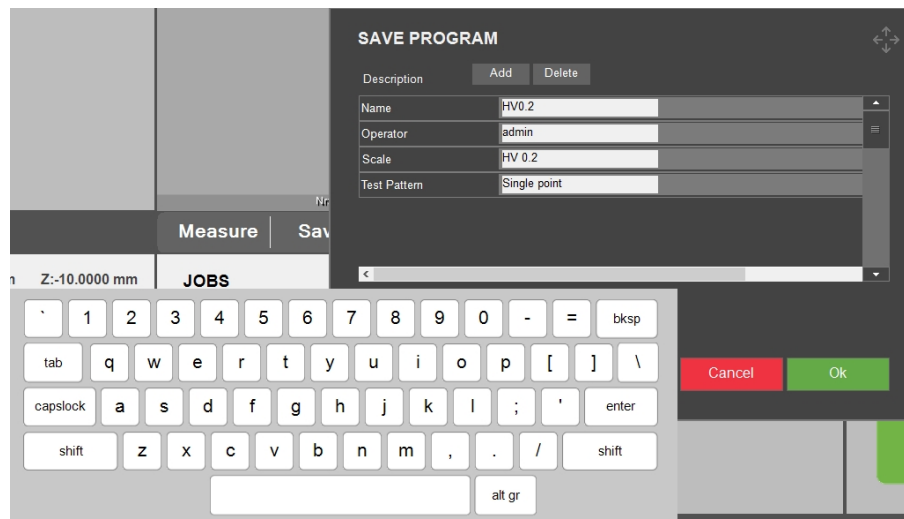 SAVE PROGRAM
Description Add Delete
Name HV0.2
Operator admin
Scale HV 0.2
Test Pattern Single point
Measure
Z:-10.0000 mm JOBS
` 1 2 3 4 5 6 7 8 9 0 - = bksp
tab q w e r t y u i o p [ ] \
capslock a s d f g h j k l ; ' enter
shift z x c v b n m , . / shift
alt gr
Cancel Ok